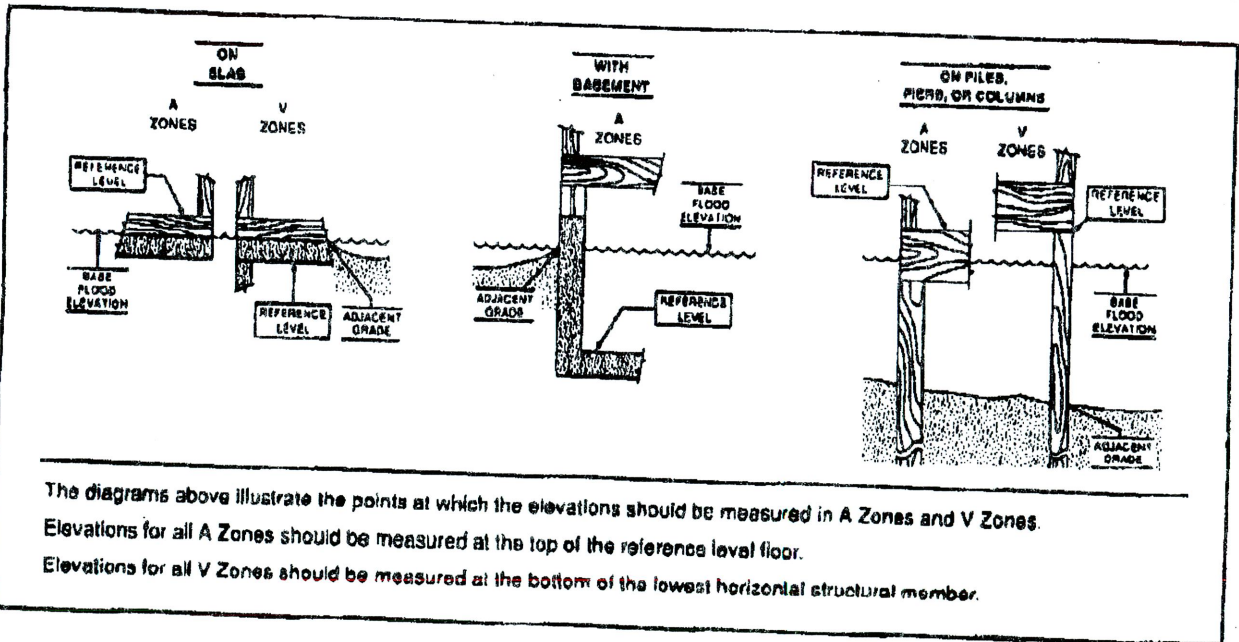 ON
SLAB
A
ZONES
V
ZONES
REFERENCE
LEVEL
BASE
FLOOD
ELEVATION
REFERENCE
LEVEL
ADJACENT
GRADE
WITH
BASEMENT
A
ZONES
BASE
FLOOD
ELEVATION
ADJACENT
GRADE
REFERENCE
LEVEL
ON PILES,
PIERS, OR COLUMNS
A
ZONES
V
ZONES
REFERENCE
LEVEL
REFERENCE
LEVEL
BASE
FLOOD
ELEVATION
ADJACENT
GRADE
The diagrams above illustrate the points at which the elevations should be measured in A Zones and V Zones.
Elevations for all A Zones should be measured at the top of the reference level floor.
Elevations for all V Zones should be measured at the bottom of the lowest horizontal structural member.